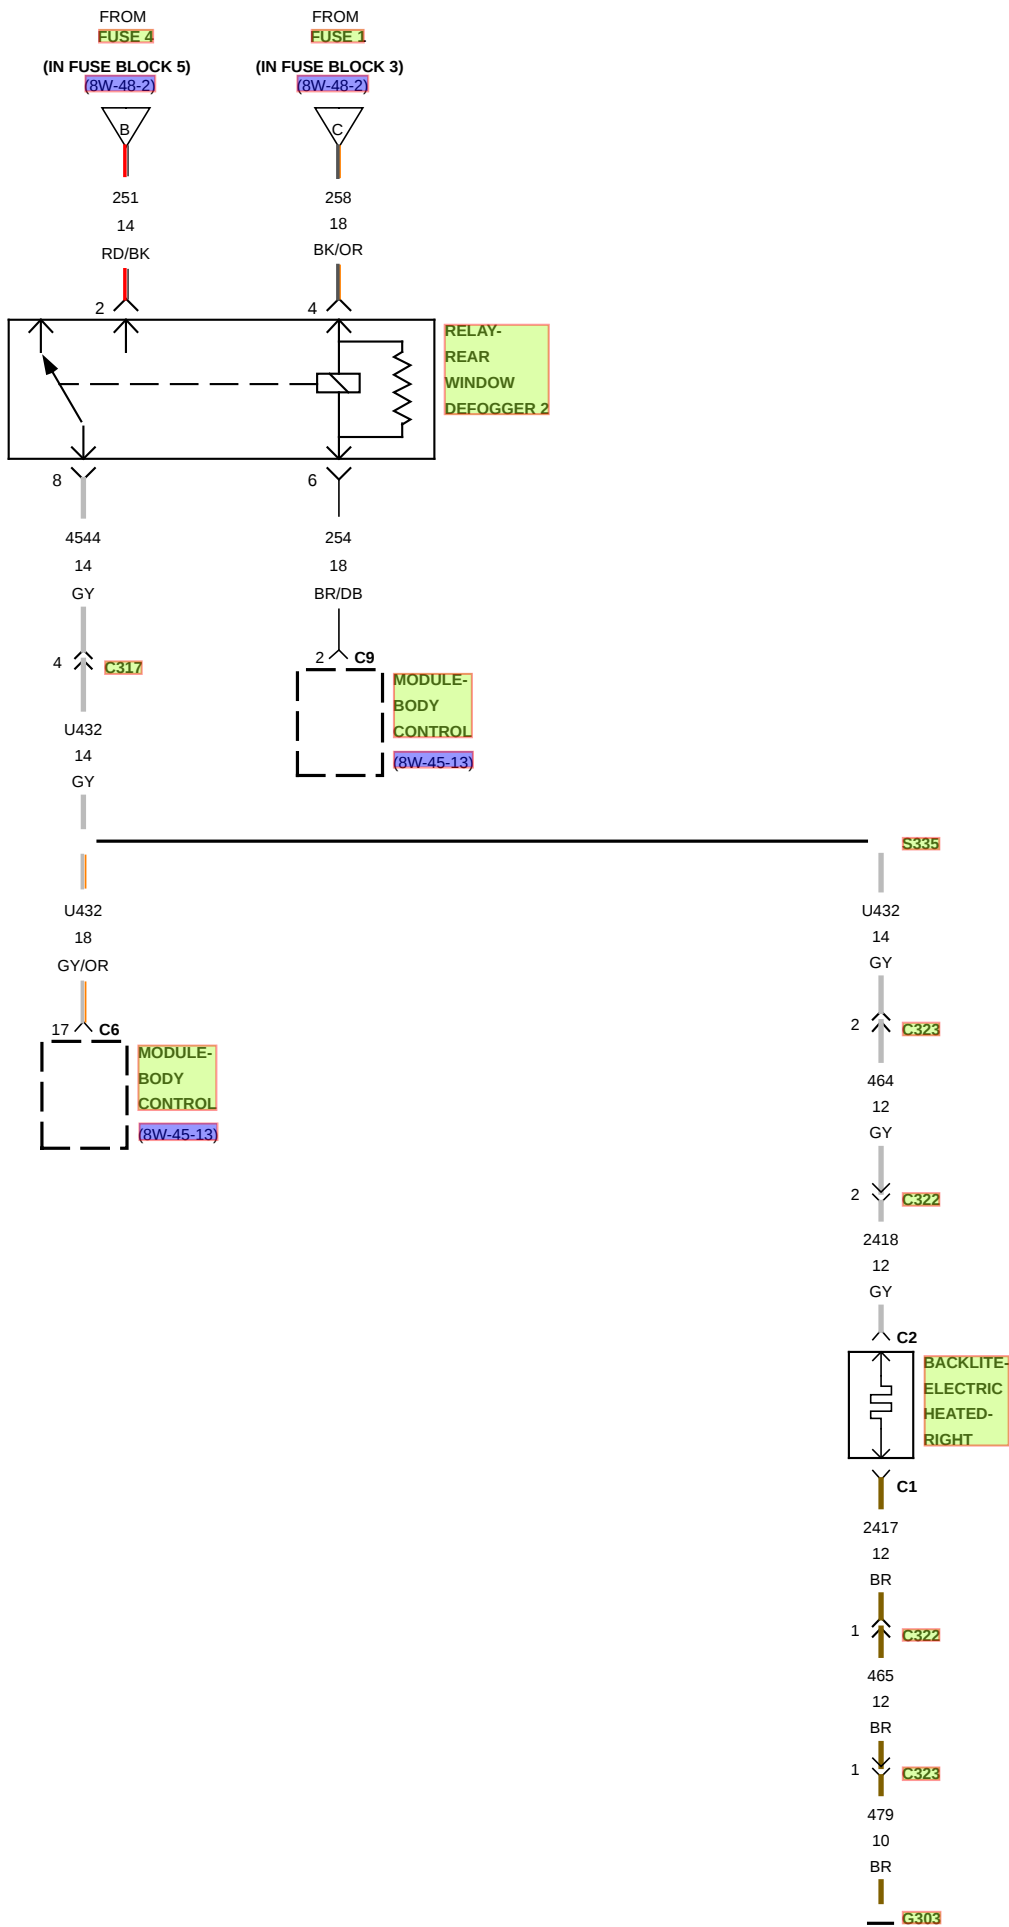 FROM
FUSE 4
(IN FUSE BLOCK 5)
(8W-48-2)
B
251
14
RD/BK
2
FROM
FUSE 1
(IN FUSE BLOCK 3)
(8W-48-2)
C
258
18
BK/OR
4
RELAY-
REAR
WINDOW
DEFOGGER 2
8
4544
14
GY
4
C317
U432
14
GY
6
254
18
BR/DB
2 C9
MODULE-
BODY
CONTROL
(8W-45-13)
S335
U432
18
GY/OR
17 C6
MODULE-
BODY
CONTROL
(8W-45-13)
U432
14
GY
2
C323
464
12
GY
2
C322
2418
12
GY
C2
BACKLITE-
ELECTRIC
HEATED-
RIGHT
C1
2417
12
BR
1
C322
465
12
BR
1
C323
479
10
BR
G303